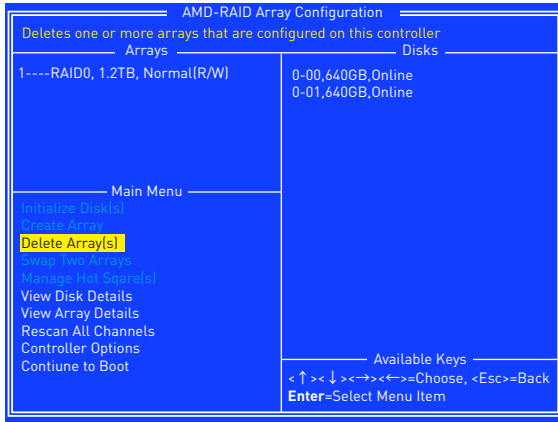 AMD-RAID Array Configuration
Deletes one or more arrays that are configured on this controller
Arrays
1----RAID0, 1.2TB, Normal(R/W)
Disks
0-00,640GB,Online
0-01,640GB,Online
Main Menu
Initialize Disk(s)
Create Array
Delete Array(s)
Swap Two Arrays
Manage Hot Sqare(s)
View Disk Details
View Array Details
Rescan All Channels
Controller Options
Contiune to Boot
Available Keys
<↑><↓><→><←>=Choose, <Esc>=Back
Enter=Select Menu Item